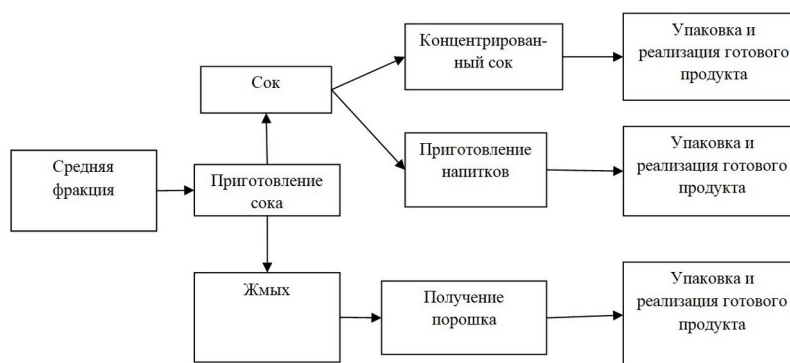 Средняя
фракция
Приготовление
сока
Сок
Концентрирован-
ный сок
Упаковка и
реализация готового
продукта
Приготовление
напитков
Упаковка и
реализация готового
продукта
Жмых
Получение
порошка
Упаковка и
реализация готового
продукта